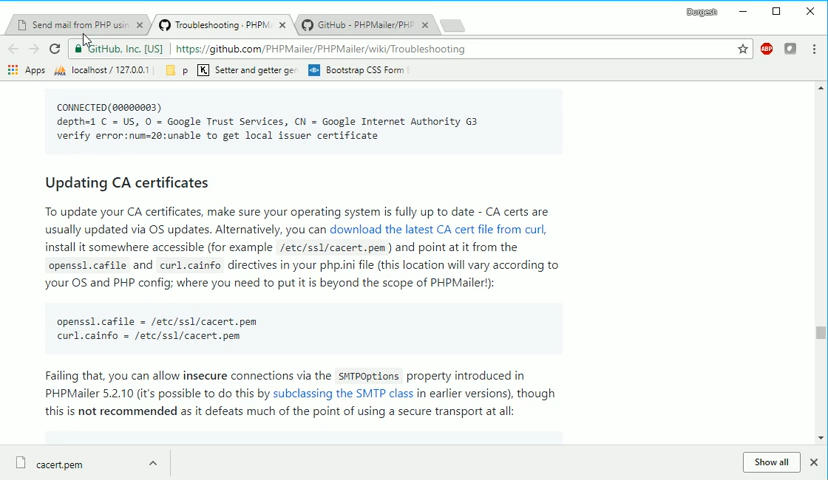 Durgesh
Send mail from PHP usin
Troubleshooting · PHPM
GitHub - PHPMailer/PHP
GitHub, Inc. [US]
https://github.com/PHPMailer/PHPMailer/wiki/Troubleshooting
ABP
Apps
PMA
localhost / 127.0.0.1
p
K
Setter and getter gen
Bootstrap CSS Form
CONNECTED(00000003)
depth=1 C = US, O = Google Trust Services, CN = Google Internet Authority G3
verify error:num=20:unable to get local issuer certificate
Updating CA certificates
To update your CA certificates, make sure your operating system is fully up to date - CA certs are
usually updated via OS updates. Alternatively, you can download the latest CA cert file from curl,
install it somewhere accessible (for example /etc/ssl/cacert.pem) and point at it from the
openssl.cafile and curl.cainfo directives in your php.ini file (this location will vary according to
your OS and PHP config; where you need to put it is beyond the scope of PHPMailer!):
openssl.cafile = /etc/ssl/cacert.pem
curl.cainfo = /etc/ssl/cacert.pem
Failing that, you can allow insecure connections via the SMTPOptions property introduced in
PHPMailer 5.2.10 (it's possible to do this by subclassing the SMTP class in earlier versions), though
this is not recommended as it defeats much of the point of using a secure transport at all:
cacert.pem
Show all